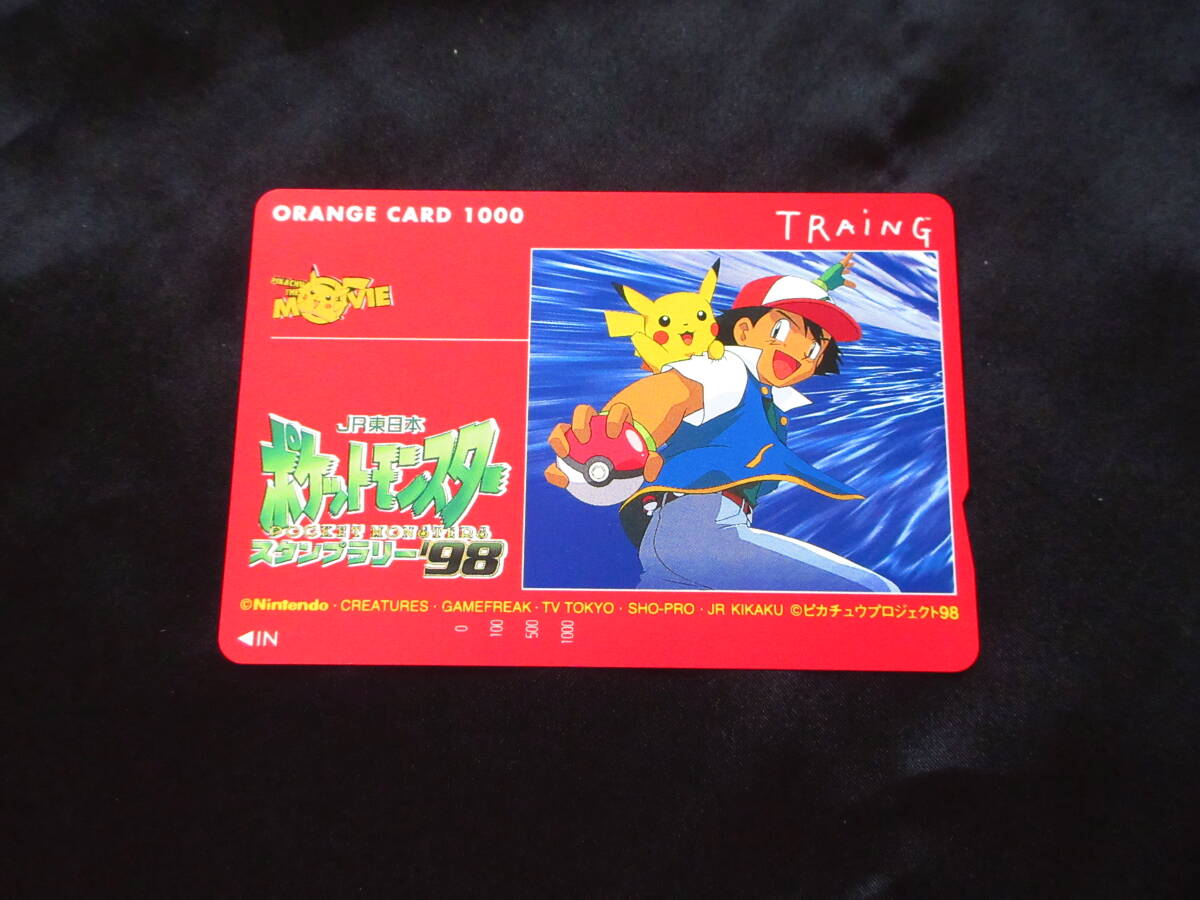 ORANGE CARD 1000
TRAiNG
PIKACHU
THE
MOVIE
JR東日本
ポケットモンスター
POCKET MONSTERS
スタンプラリー'98
©Nintendo・CREATURES・GAMEFREAK・TV TOKYO・SHO-PRO・JR KIKAKU ©ピカチュウプロジェクト98
◀IN
0 100 500 1000